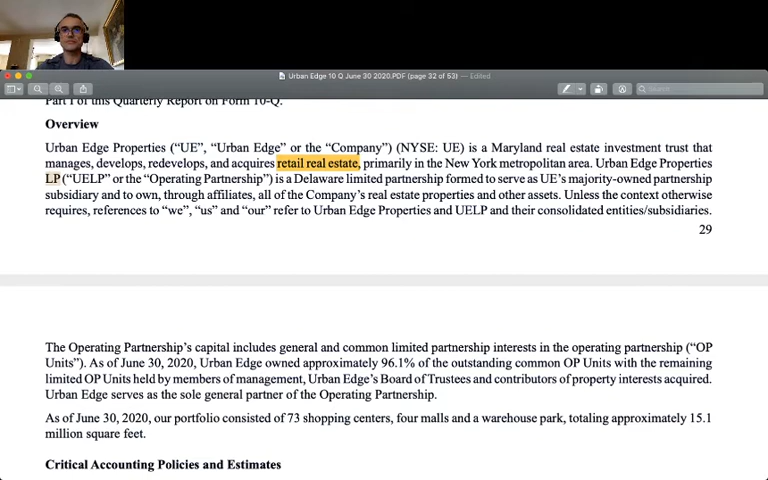 Urban Edge 10 Q June 30 2020.PDF (page 32 of 53) — Edited
Search
Part I of this Quarterly Report on Form 10-Q.
Overview
Urban Edge Properties (“UE”, “Urban Edge” or the “Company”) (NYSE: UE) is a Maryland real estate investment trust that
manages, develops, redevelops, and acquires retail real estate, primarily in the New York metropolitan area. Urban Edge Properties
LP (“UELP” or the “Operating Partnership”) is a Delaware limited partnership formed to serve as UE’s majority-owned partnership
subsidiary and to own, through affiliates, all of the Company’s real estate properties and other assets. Unless the context otherwise
requires, references to “we”, “us” and “our” refer to Urban Edge Properties and UELP and their consolidated entities/subsidiaries.
29
The Operating Partnership’s capital includes general and common limited partnership interests in the operating partnership (“OP
Units”). As of June 30, 2020, Urban Edge owned approximately 96.1% of the outstanding common OP Units with the remaining
limited OP Units held by members of management, Urban Edge’s Board of Trustees and contributors of property interests acquired.
Urban Edge serves as the sole general partner of the Operating Partnership.
As of June 30, 2020, our portfolio consisted of 73 shopping centers, four malls and a warehouse park, totaling approximately 15.1
million square feet.
Critical Accounting Policies and Estimates